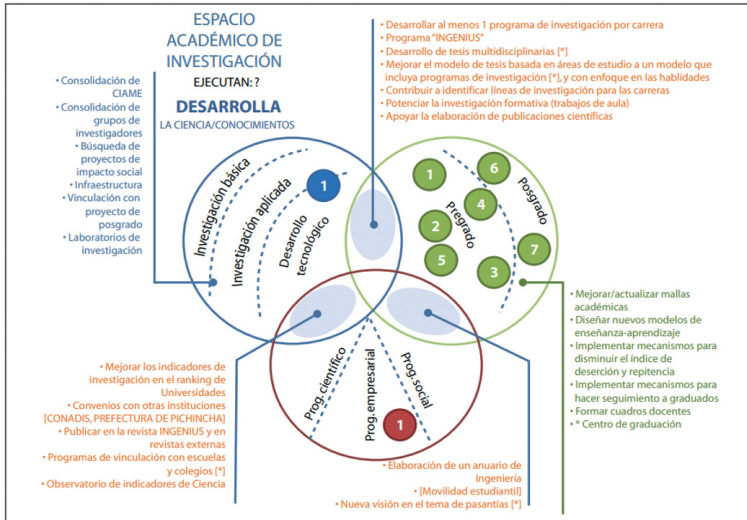 ESPACIO
ACADÉMICO DE
INVESTIGACIÓN
EJECUTAN: ?
DESARROLLA
LA CIENCIA/CONOCIMIENTOS
• Desarrollar al menos 1 programa de investigación por carrera
• Programa "INGENIUS"
• Desarrollo de tesis multidisciplinarias [*]
• Mejorar el modelo de tesis basada en áreas de estudio a un modelo que
incluya programas de investigación [*], y con enfoque en las hablidades
• Contribuir a identificar líneas de investigación para las carreras
• Potenciar la investigación formativa (trabajos de aula)
• Apoyar la elaboración de publicaciones científicas
• Consolidación de
CIAME
• Consolidación de
grupos de
investigadores
• Búsqueda de
proyectos de
impacto social
• Infraestructura
• Vinculación con
proyecto de
posgrado
• Laboratorios de
investigación
Investigación básica
Investigación aplicada
Desarrollo
tecnológico
1
1
6
4
2
5
3
7
Pregrado
Posgrado
• Mejorar/actualizar mallas
académicas
• Diseñar nuevos modelos de
enseñanza-aprendizaje
• Implementar mecanismos para
disminuir el índice de
deserción y repitencia
• Implementar mecanismos para
hacer seguimiento a graduados
• Formar cuadros docentes
• * Centro de graduación
Prog. científico
Prog. empresarial
Prog. social
1
• Mejorar los indicadores de
investigación en el ranking de
Universidades
• Convenios con otras instituciones
[CONADIS, PREFECTURA DE PICHINCHA]
• Publicar en la revista INGENIUS y en
revistas externas
• Programas de vinculación con escuelas
y colegios [*]
• Observatorio de indicadores de Ciencia
• Elaboración de un anuario de
Ingeniería
• [Movilidad estudiantil]
• Nueva visión en el tema de pasantías [*]